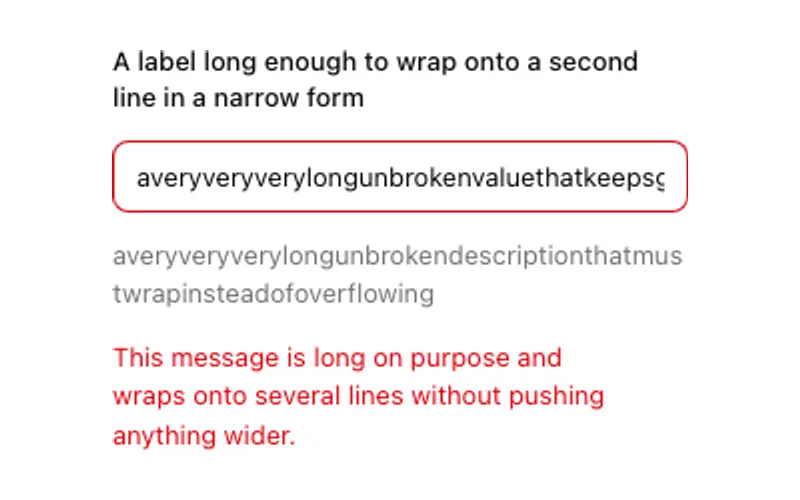 A label long enough to wrap onto a second
line in a narrow form
averyveryverylongunbrokenvaluethatkeepsg
averyveryverylongunbrokendescriptionthatmus
twrapinsteadofoverflowing
This message is long on purpose and
wraps onto several lines without pushing
anything wider.